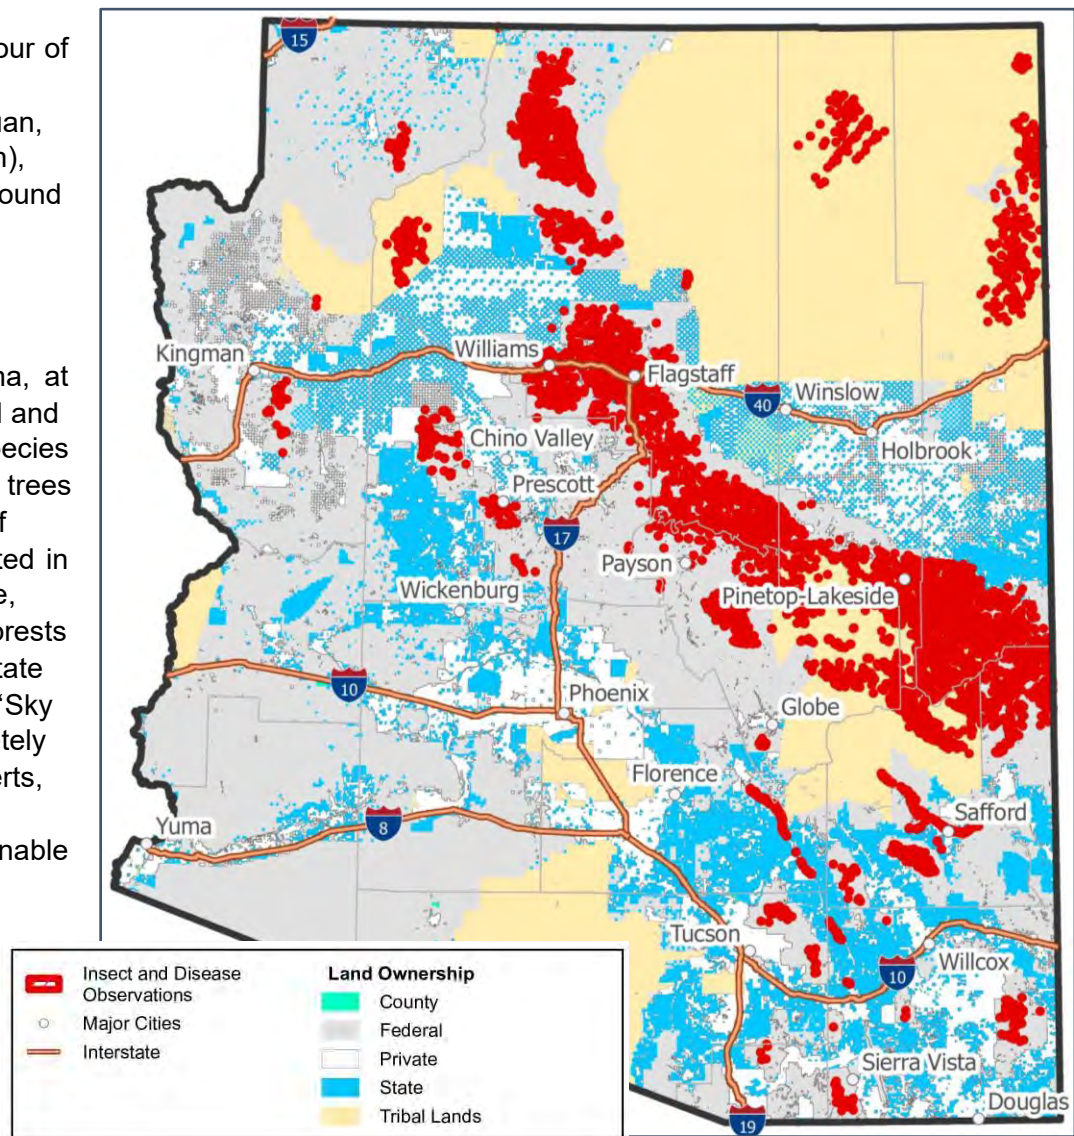 our of
uan,
n),
ound
na, at
l and
pecies
trees
f
ted in
e,
orests
tate
“Sky
tely
erts,
nable
15
Kingman
Williams
Flagstaff
40
Winslow
Holbrook
Chino Valley
Prescott
17
Payson
Pinetop-Lakeside
Wickenburg
10
Phoenix
Globe
Florence
Safford
Yuma
8
Tucson
10
Willcox
Sierra Vista
Douglas
19
Insect and Disease
Observations
Major Cities
Interstate
Land Ownership
County
Federal
Private
State
Tribal Lands